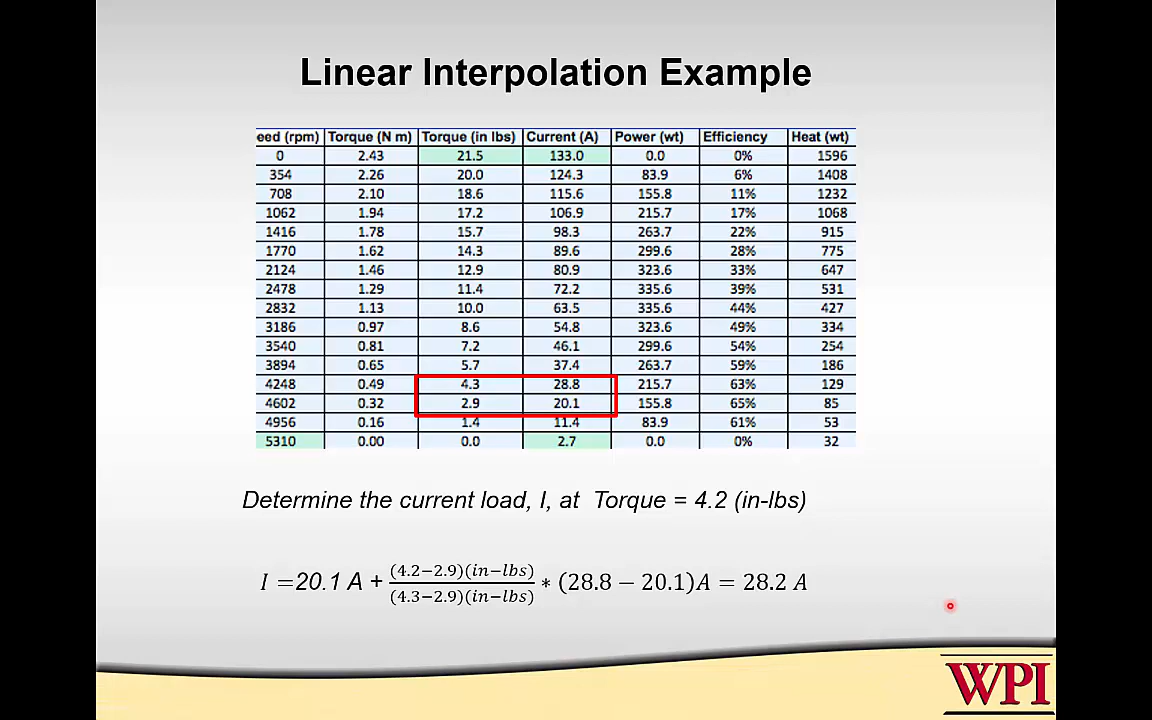 Linear Interpolation Example
eed (rpm) Torque (N m) Torque (in lbs) Current (A) Power (wt) Efficiency Heat (wt)
0 2.43 21.5 133.0 0.0 0% 1596
354 2.26 20.0 124.3 83.9 6% 1408
708 2.10 18.6 115.6 155.8 11% 1232
1062 1.94 17.2 106.9 215.7 17% 1068
1416 1.78 15.7 98.3 263.7 22% 915
1770 1.62 14.3 89.6 299.6 28% 775
2124 1.46 12.9 80.9 323.6 33% 647
2478 1.29 11.4 72.2 335.6 39% 531
2832 1.13 10.0 63.5 335.6 44% 427
3186 0.97 8.6 54.8 323.6 49% 334
3540 0.81 7.2 46.1 299.6 54% 254
3894 0.65 5.7 37.4 263.7 59% 186
4248 0.49 4.3 28.8 215.7 63% 129
4602 0.32 2.9 20.1 155.8 65% 85
4956 0.16 1.4 11.4 83.9 61% 53
5310 0.00 0.0 2.7 0.0 0% 32
Determine the current load, I, at Torque = 4.2 (in-lbs)
I =20.1 A + (4.2−2.9)(in−lbs)/(4.3−2.9)(in−lbs) ∗ (28.8 − 20.1)A = 28.2 A
WPI